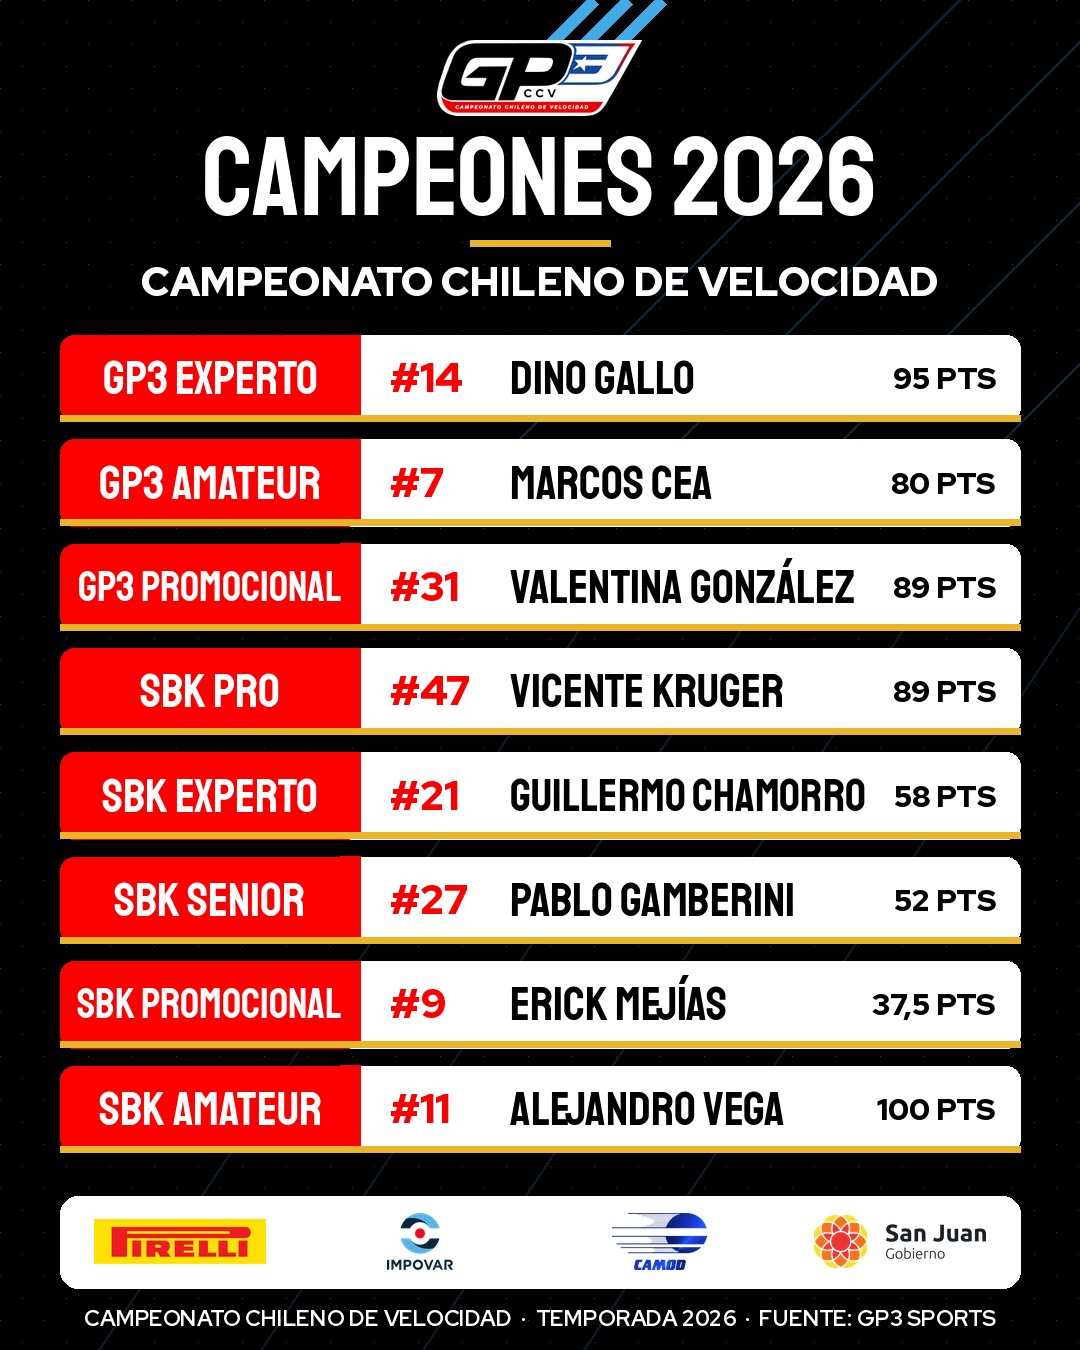 GP3
CCV
CAMPEONATO CHILENO DE VELOCIDAD
CAMPEONES 2026
CAMPEONATO CHILENO DE VELOCIDAD
GP3 EXPERTO #14 DINO GALLO 95 PTS
GP3 AMATEUR #7 MARCOS CEA 80 PTS
GP3 PROMOCIONAL #31 VALENTINA GONZÁLEZ 89 PTS
SBK PRO #47 VICENTE KRUGER 89 PTS
SBK EXPERTO #21 GUILLERMO CHAMORRO 58 PTS
SBK SENIOR #27 PABLO GAMBERINI 52 PTS
SBK PROMOCIONAL #9 ERICK MEJÍAS 37,5 PTS
SBK AMATEUR #11 ALEJANDRO VEGA 100 PTS
PIRELLI
IMPOVAR
CAMOD
San Juan
Gobierno
CAMPEONATO CHILENO DE VELOCIDAD · TEMPORADA 2026 · FUENTE: GP3 SPORTS